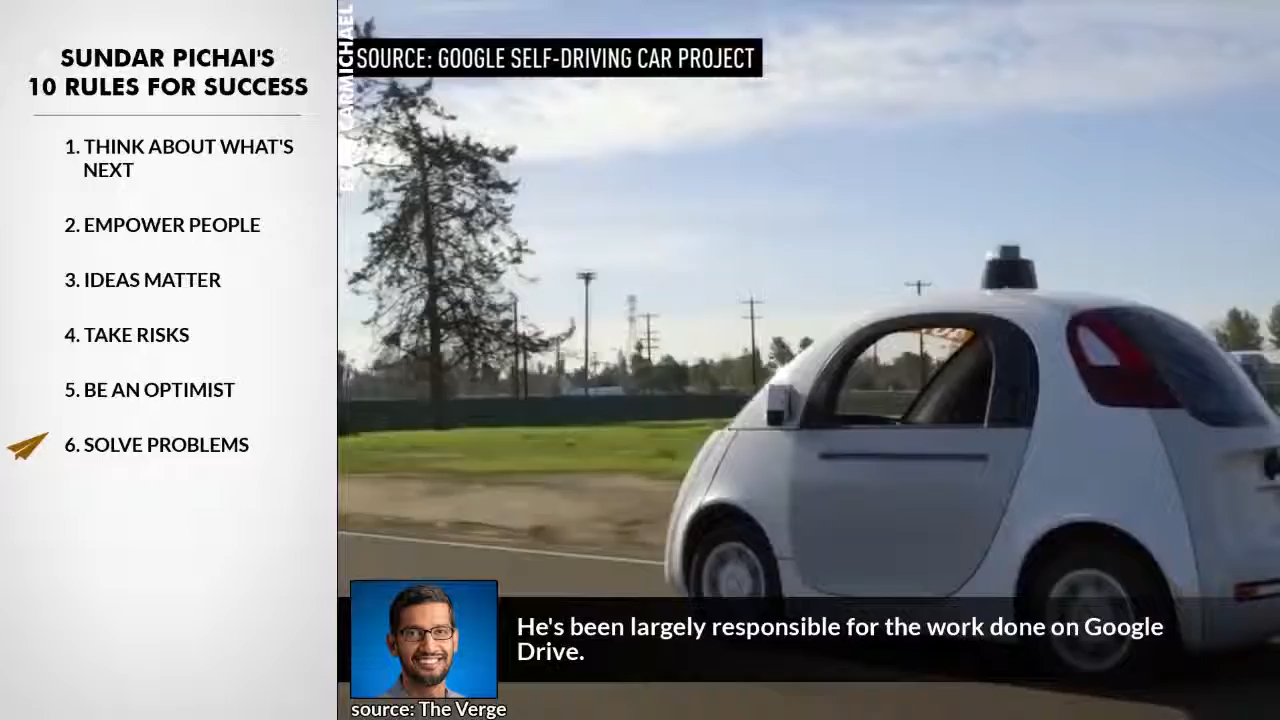 SUNDAR PICHAI'S
10 RULES FOR SUCCESS
1. THINK ABOUT WHAT'S
NEXT
2. EMPOWER PEOPLE
3. IDEAS MATTER
4. TAKE RISKS
5. BE AN OPTIMIST
6. SOLVE PROBLEMS
CARMICHAEL
SOURCE: GOOGLE SELF-DRIVING CAR PROJECT
He's been largely responsible for the work done on Google
Drive.
source: The Verge